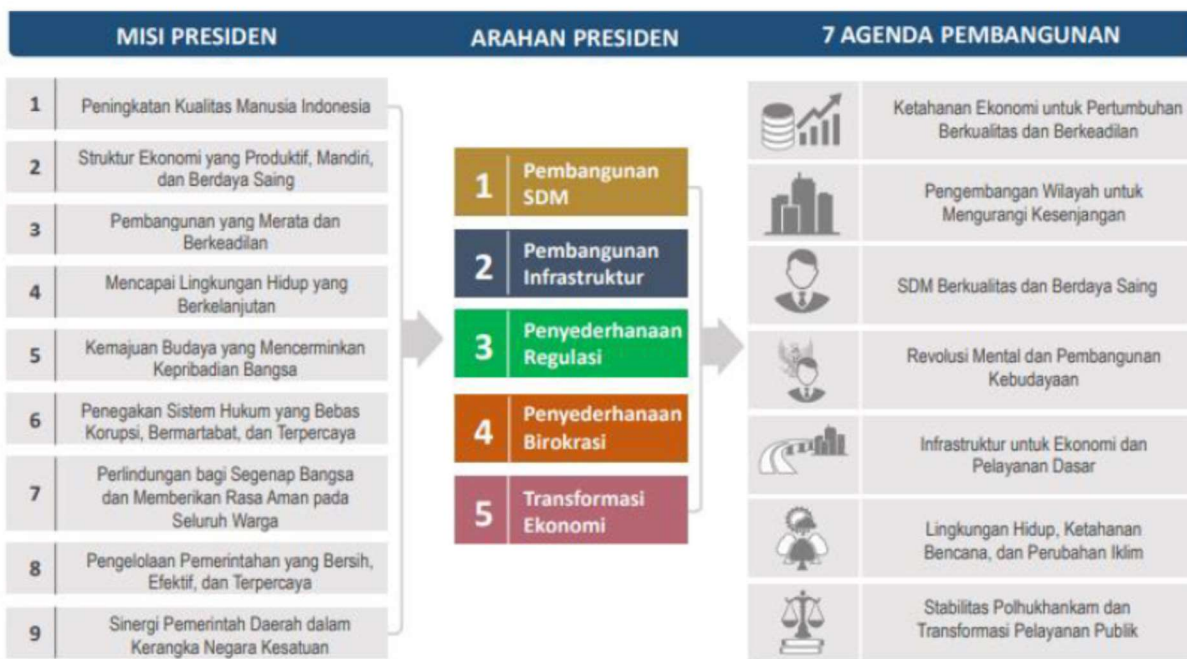 MISI PRESIDEN
1
Peningkatan Kualitas Manusia Indonesia
2
Struktur Ekonomi yang Produktif, Mandiri,
dan Berdaya Saing
3
Pembangunan yang Merata dan
Berkeadilan
4
Mencapai Lingkungan Hidup yang
Berkelanjutan
5
Kemajuan Budaya yang Mencerminkan
Kepribadian Bangsa
6
Penegakan Sistem Hukum yang Bebas
Korupsi, Bermartabat, dan Terpercaya
7
Perlindungan bagi Segenap Bangsa
dan Memberikan Rasa Aman pada
Seluruh Warga
8
Pengelolaan Pemerintahan yang Bersih,
Efektif, dan Terpercaya
9
Sinergi Pemerintah Daerah dalam
Kerangka Negara Kesatuan
ARAHAN PRESIDEN
1
Pembangunan
SDM
2
Pembangunan
Infrastruktur
3
Penyederhanaan
Regulasi
4
Penyederhanaan
Birokrasi
5
Transformasi
Ekonomi
7 AGENDA PEMBANGUNAN
Ketahanan Ekonomi untuk Pertumbuhan
Berkualitas dan Berkeadilan
Pengembangan Wilayah untuk
Mengurangi Kesenjangan
SDM Berkualitas dan Berdaya Saing
Revolusi Mental dan Pembangunan
Kebudayaan
Infrastruktur untuk Ekonomi dan
Pelayanan Dasar
Lingkungan Hidup, Ketahanan
Bencana, dan Perubahan Iklim
Stabilitas Polhukhankam dan
Transformasi Pelayanan Publik